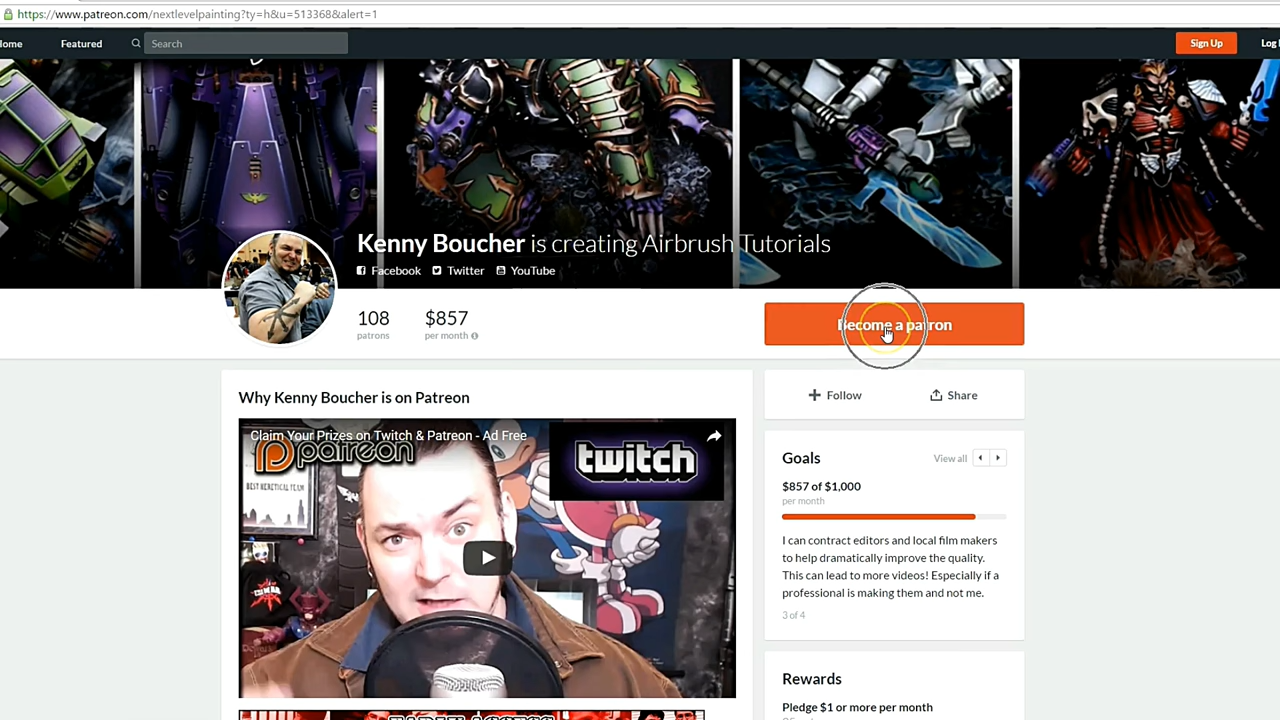 https://www.patreon.com/nextlevelpainting?ty=h&u=513368&alert=1
Home Featured Search Sign Up Log
Kenny Boucher is creating Airbrush Tutorials
Facebook Twitter YouTube
108 $857
patrons per month
Become a patron
Why Kenny Boucher is on Patreon
Follow Share
Claim Your Prizes on Twitch & Patreon - Ad Free
patreon
twitch
BEST HERETICAL TEAM
Goals View all
$857 of $1,000
per month
I can contract editors and local film makers
to help dramatically improve the quality.
This can lead to more videos! Especially if a
professional is making them and not me.
3 of 4
Rewards
Pledge $1 or more per month
EARLY ACCESS